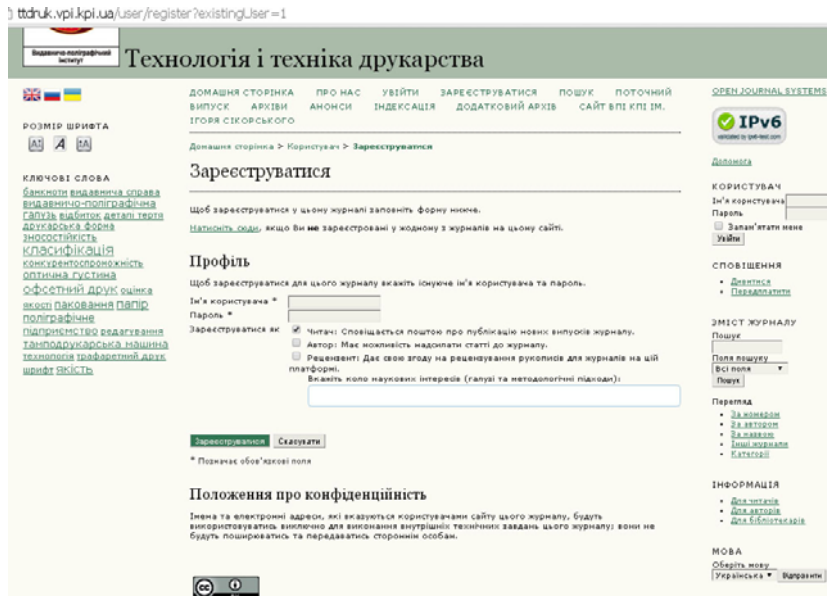 ttdruk.vpi.kpi.ua/user/register?existingUser=1
Видавничо-поліграфічний
інститут
Технологія і техніка друкарства
РОЗМІР ШРИФТА
КЛЮЧОВІ СЛОВА
банкноти видавнича справа
видавничо-поліграфічна
галузь відбиток деталі тертя
друкарська форма
зносостійкість
класифікація
конкурентоспроможність
оптична густина
офсетний друк оцінка
якості паковання папір
поліграфічне
підприємство редагування
тамподрукарська машина
технологія трафаретний друк
шрифт якість
ДОМАШНЯ СТОРІНКА ПРО НАС УВІЙТИ ЗАРЕЄСТРУВАТИСЯ ПОШУК ПОТОЧНИЙ
ВИПУСК АРХІВИ АНОНСИ ІНДЕКСАЦІЯ ДОДАТКОВИЙ АРХІВ САЙТ ВПІ КПІ ІМ.
ІГОРЯ СІКОРСЬКОГО
Домашня сторінка > Користувач > Зареєструватися
Зареєструватися
Щоб зареєструватися у цьому журналі заповніть форму нижче.
Натисніть сюди, якщо Ви не зареєстровані у жодному з журналів на цьому сайті.
Профіль
Щоб зареєструватися для цього журналу вкажіть існуюче ім'я користувача та пароль.
Ім'я користувача *
Пароль *
Зареєструватися як
Читач: Сповіщається поштою про публікацію нових випусків журналу.
Автор: Має можливість надсилати статті до журналу.
Рецензент: Дає свою згоду на рецензування рукописів для журналів на цій
платформі.
Вкажіть коло наукових інтересів (галузі та методологічні підходи):
Зареєструватися Скасувати
* Позначає обов'язкові поля
Положення про конфіденційність
Імена та електронні адреси, які вказуються користувачами сайту цього журналу, будуть
використовуватись виключно для виконання внутрішніх технічних завдань цього журналу; вони не
будуть поширюватись та передаватись стороннім особам.
OPEN JOURNAL SYSTEMS
IPv6
Допомога
КОРИСТУВАЧ
Ім'я користувача
Пароль
Запам'ятати мене
Увійти
СПОВІЩЕННЯ
Дивитися
Передплатити
ЗМІСТ ЖУРНАЛУ
Пошук
Поля пошуку
Всі поля
Пошук
Перегляд
За номером
За автором
За назвою
Інші журнали
Категорії
ІНФОРМАЦІЯ
Для читачів
Для авторів
Для бібліотекарів
МОВА
Оберіть мову
Українська Відправити